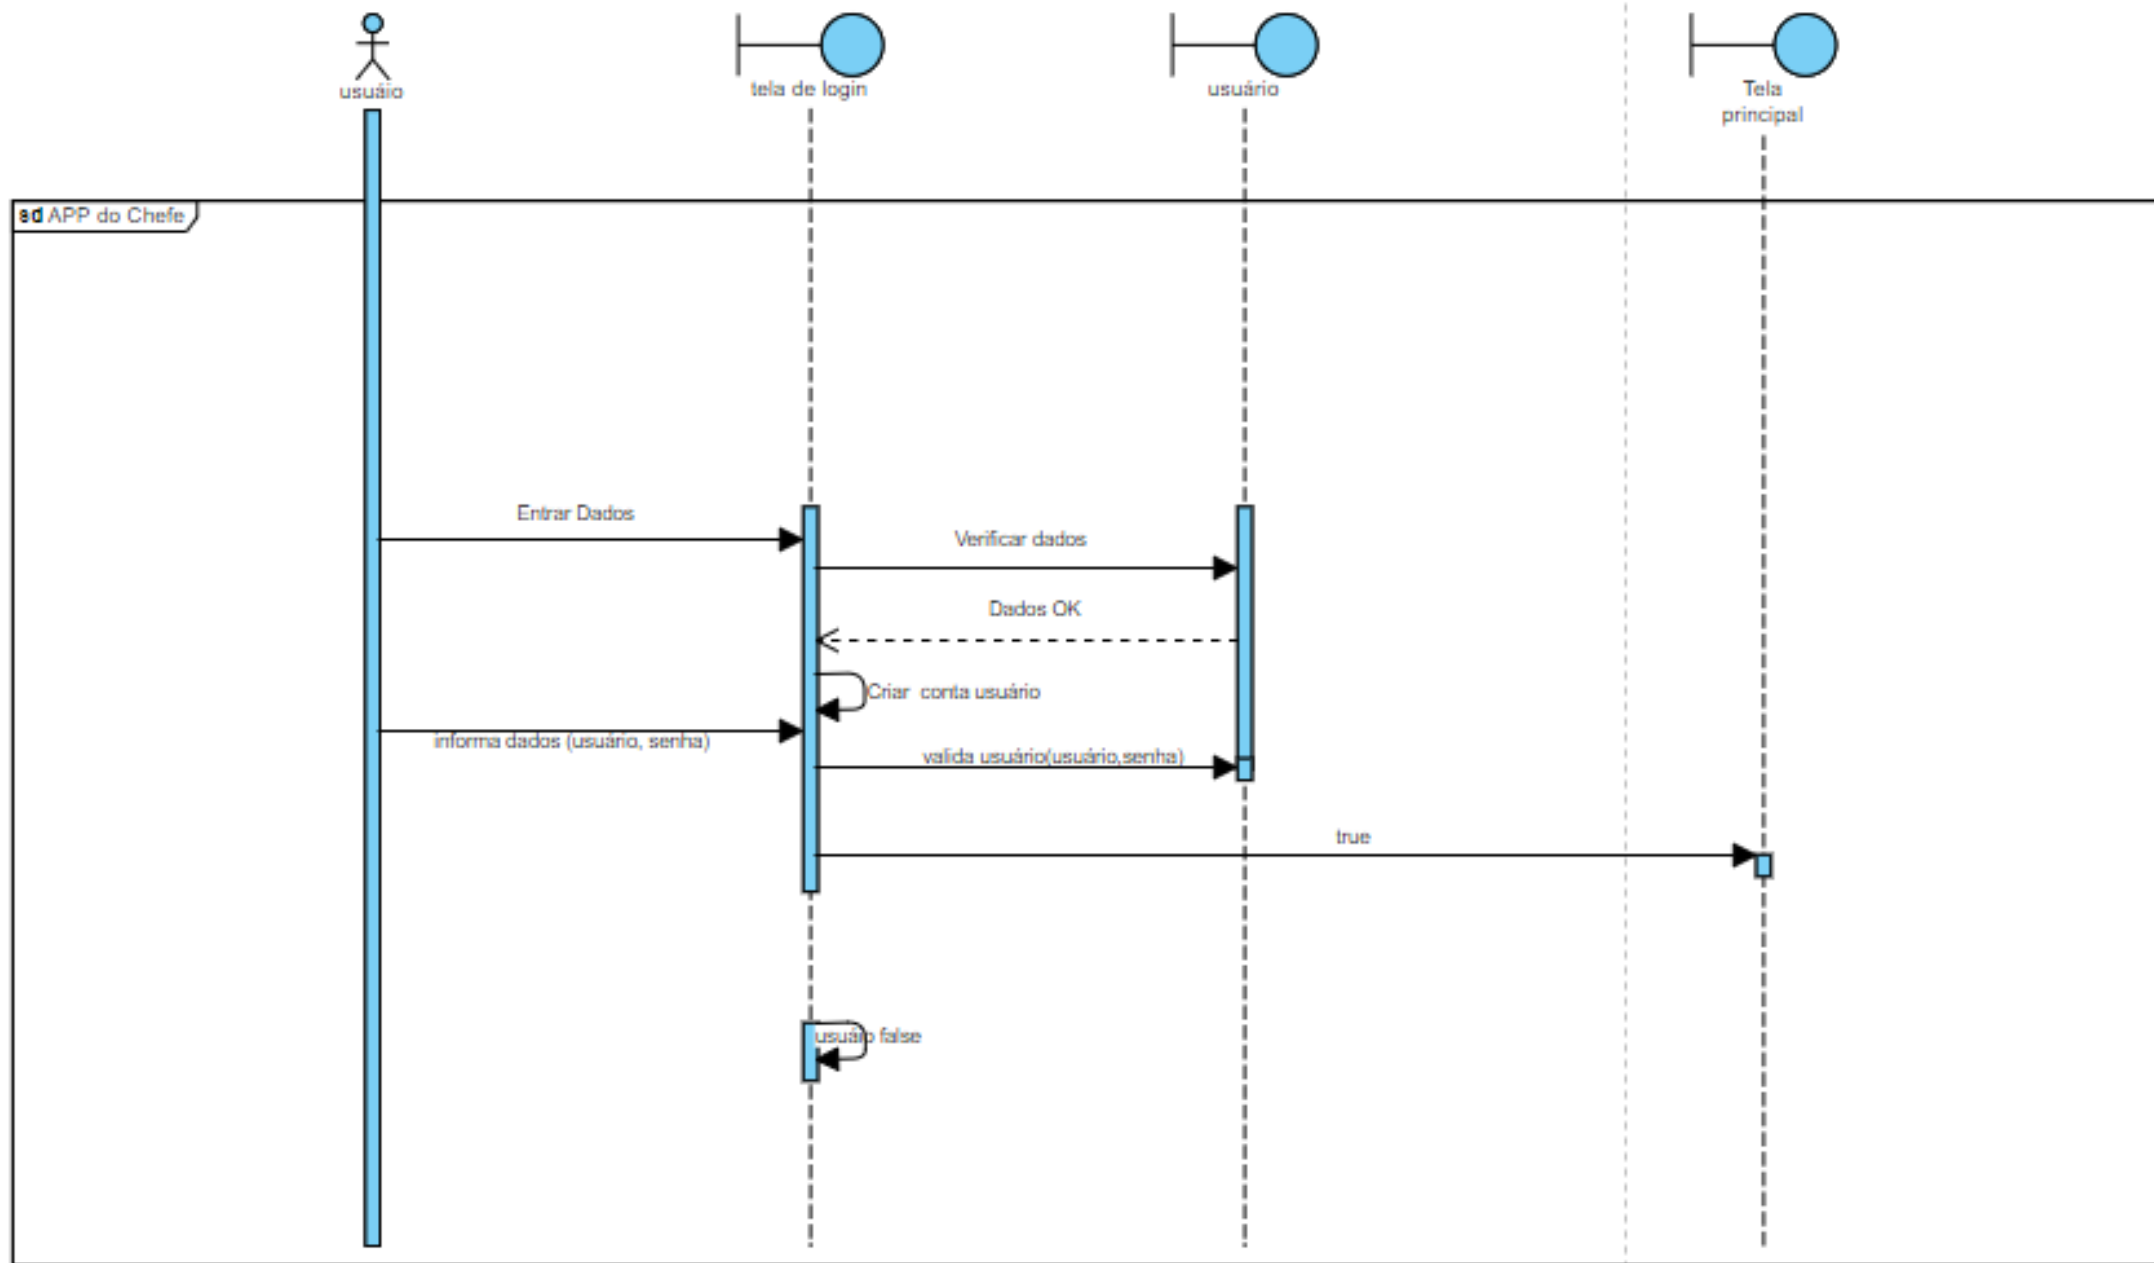 usuáio
tela de login
usuário
Tela
principal
sd APP do Chefe
Entrar Dados
Verificar dados
Dados OK
Criar conta usuário
informa dados (usuário, senha)
valida usuário(usuário,senha)
true
usuáro false